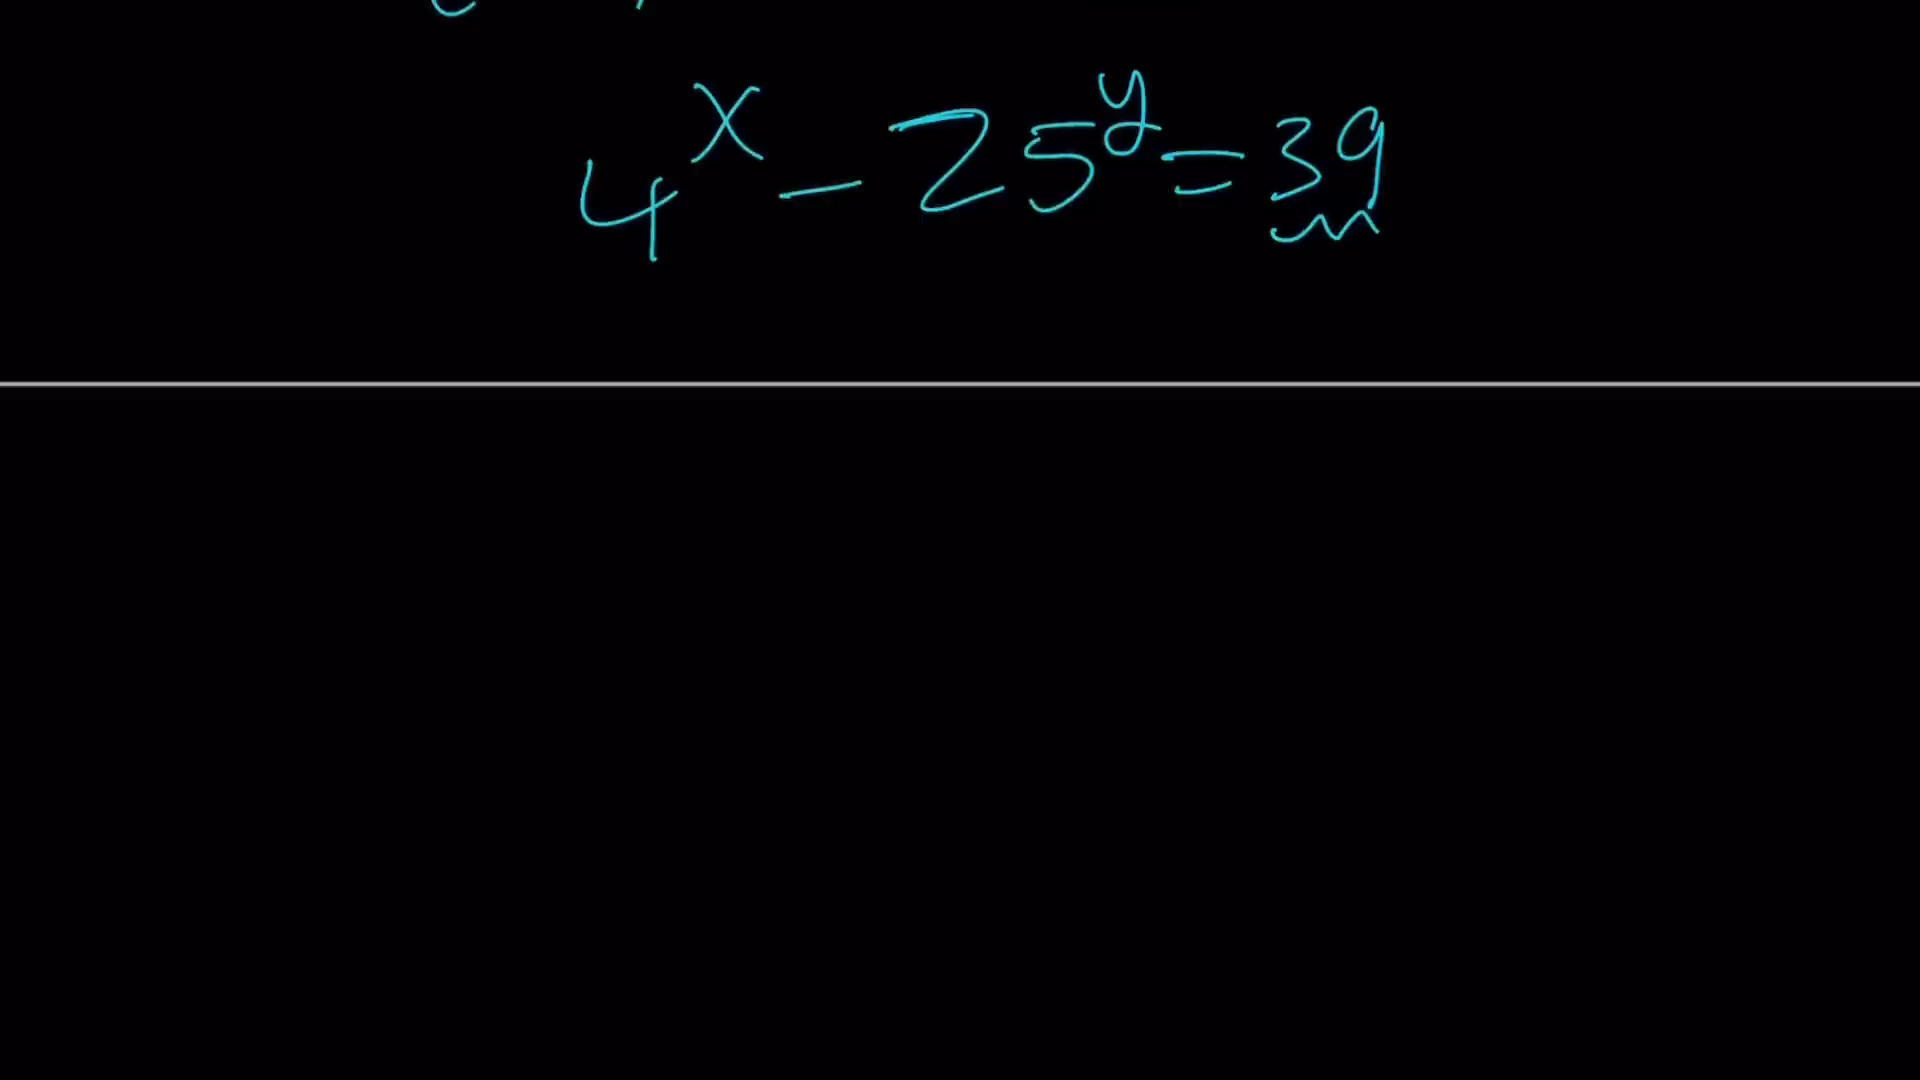 4^x - 25^y = 39